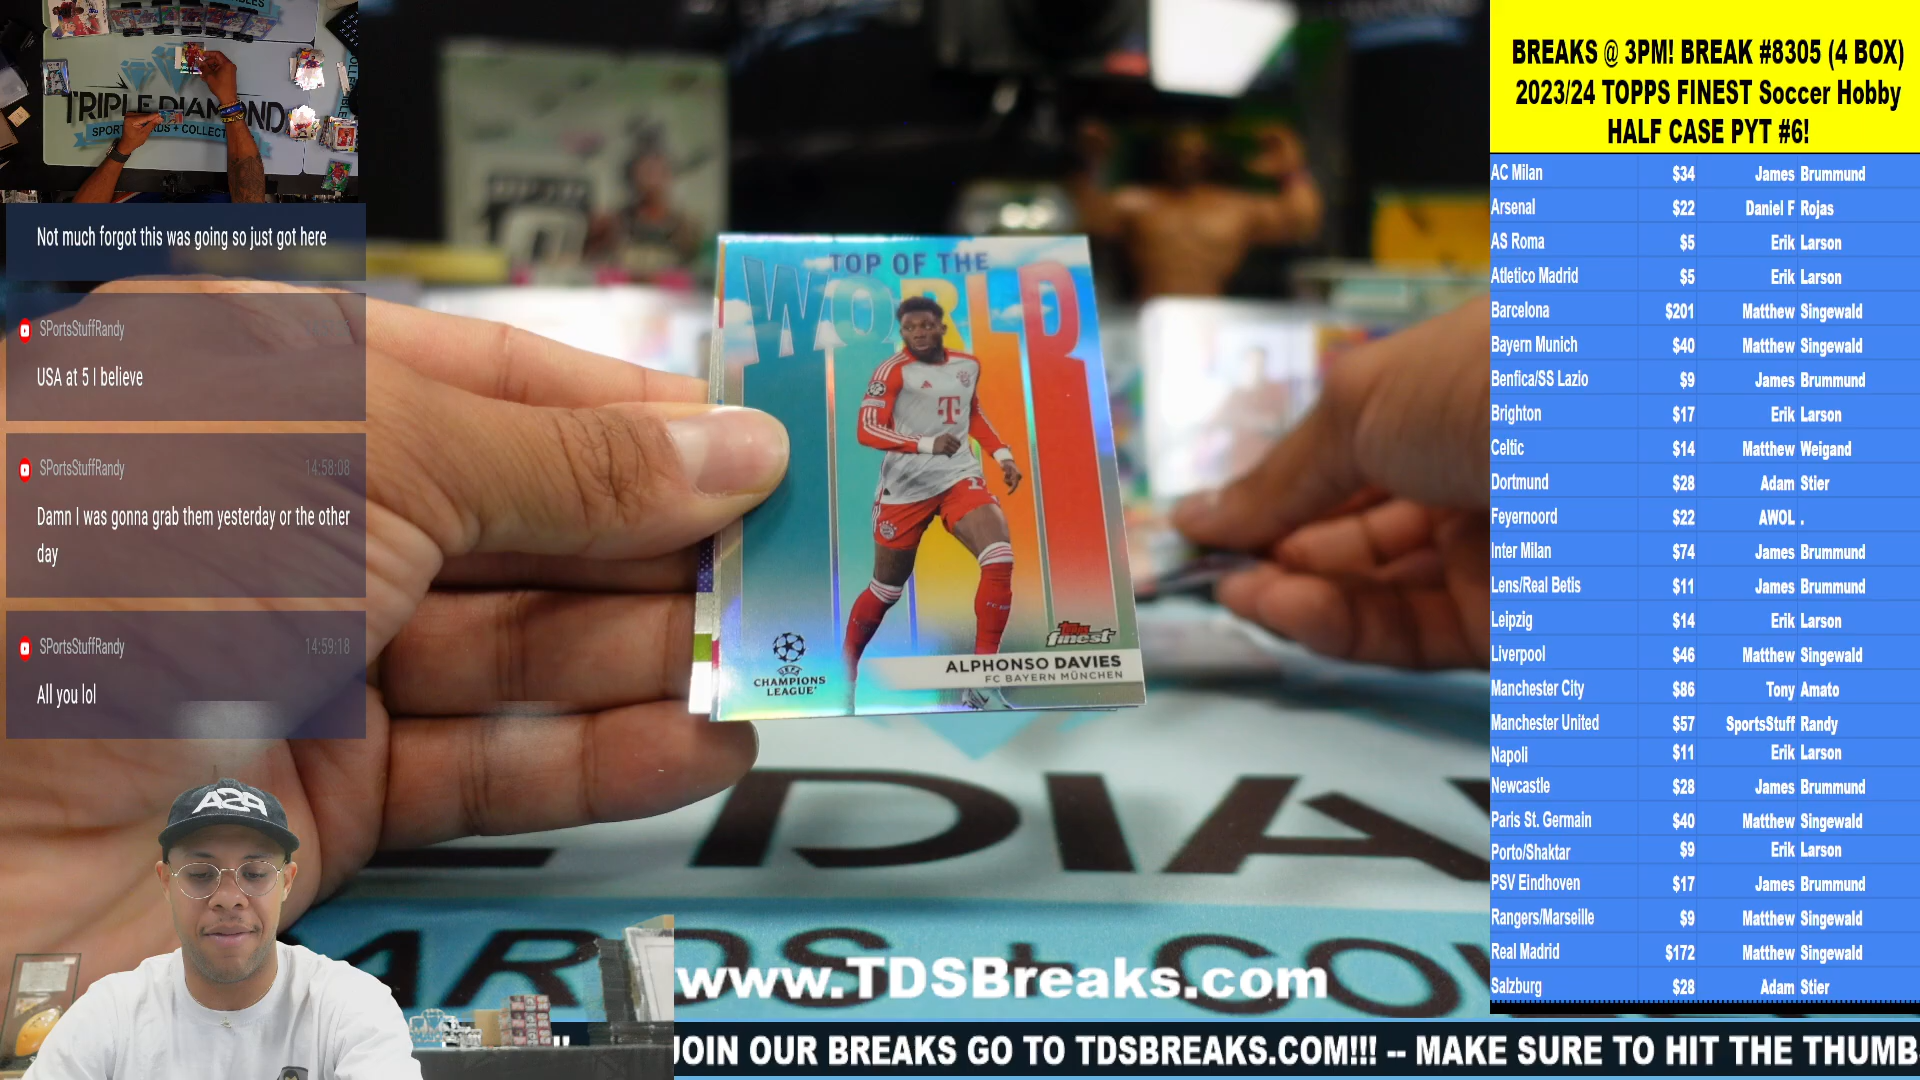 TRIPLE DIAMOND
Not much forgot this was going so just got here
SPortsStuffRandy
USA at 5 I believe
SPortsStuffRandy 14:58:08
Damn I was gonna grab them yesterday or the other
day
SPortsStuffRandy 14:59:18
All you lol
TOP OF THE
WORLD
T
Topps
finest
ALPHONSO DAVIES
FC BAYERN MÜNCHEN
UEFA
CHAMPIONS
LEAGUE
E DIA
ARDS + CO
www.TDSBreaks.com
JOIN OUR BREAKS GO TO TDSBREAKS.COM!!! -- MAKE SURE TO HIT THE THUMB
BREAKS @ 3PM! BREAK #8305 (4 BOX)
2023/24 TOPPS FINEST Soccer Hobby
HALF CASE PYT #6!
AC Milan $34 James Brummund
Arsenal $22 Daniel F Rojas
AS Roma $5 Erik Larson
Atletico Madrid $5 Erik Larson
Barcelona $201 Matthew Singewald
Bayern Munich $40 Matthew Singewald
Benfica/SS Lazio $9 James Brummund
Brighton $17 Erik Larson
Celtic $14 Matthew Weigand
Dortmund $28 Adam Stier
Feyernoord $22 AWOL .
Inter Milan $74 James Brummund
Lens/Real Betis $11 James Brummund
Leipzig $14 Erik Larson
Liverpool $46 Matthew Singewald
Manchester City $86 Tony Amato
Manchester United $57 SportsStuff Randy
Napoli $11 Erik Larson
Newcastle $28 James Brummund
Paris St. Germain $40 Matthew Singewald
Porto/Shaktar $9 Erik Larson
PSV Eindhoven $17 James Brummund
Rangers/Marseille $9 Matthew Singewald
Real Madrid $172 Matthew Singewald
Salzburg $28 Adam Stier